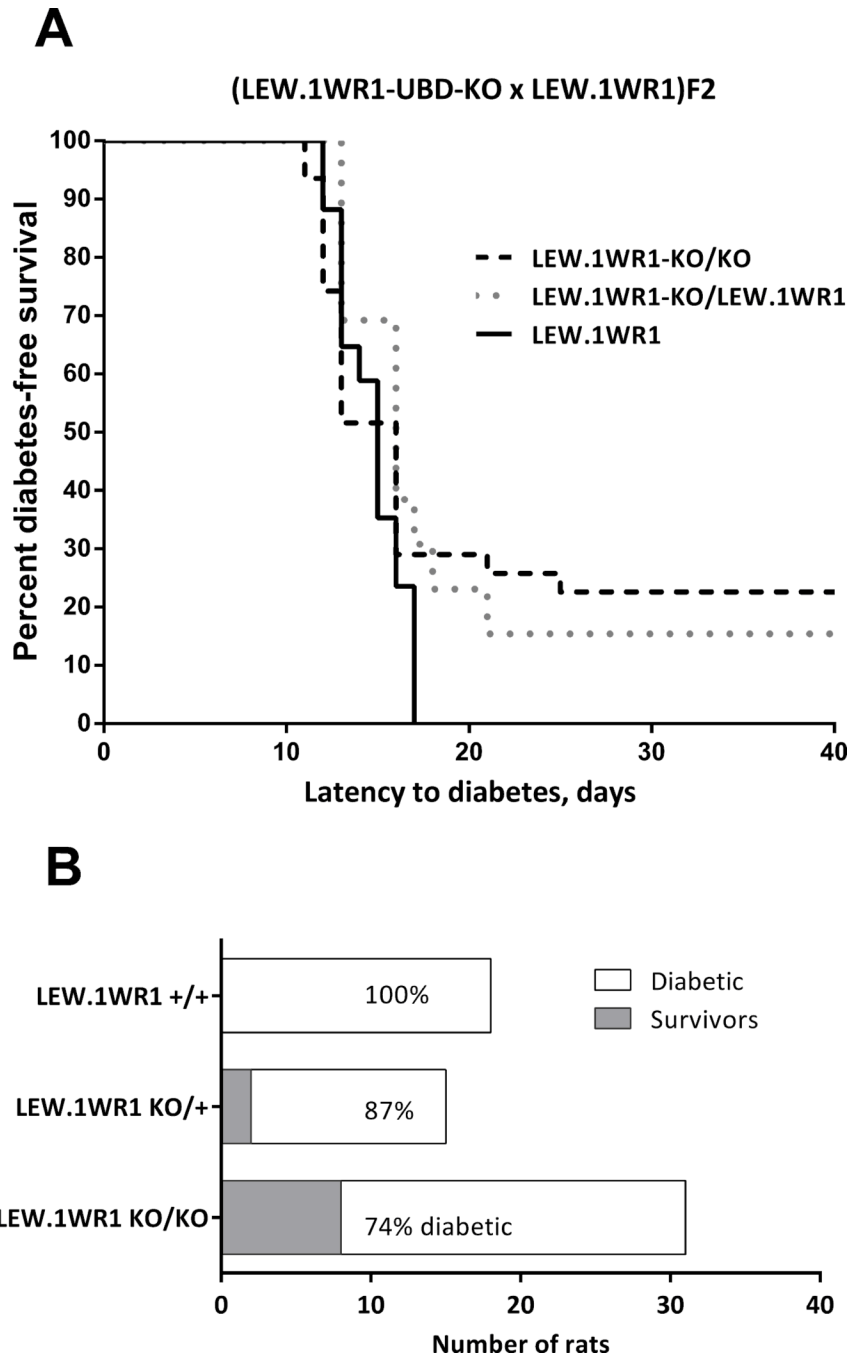 A
(LEW.1WR1-UBD-KO x LEW.1WR1)F2
Percent diabetes-free survival
100
90
80
70
60
50
40
30
20
10
0
LEW.1WR1-KO/KO
LEW.1WR1-KO/LEW.1WR1
LEW.1WR1
0 10 20 30 40
Latency to diabetes, days
B
LEW.1WR1 +/+
100%
Diabetic
Survivors
LEW.1WR1 KO/+
87%
LEW.1WR1 KO/KO
74% diabetic
0 10 20 30 40
Number of rats